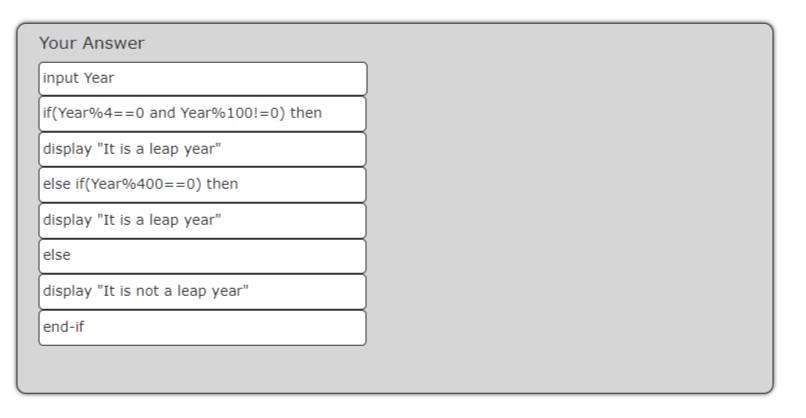 Your Answer
input Year
if(Year%4==0 and Year%100!=0) then
display "It is a leap year"
else if(Year%400==0) then
display "It is a leap year"
else
display "It is not a leap year"
end-if